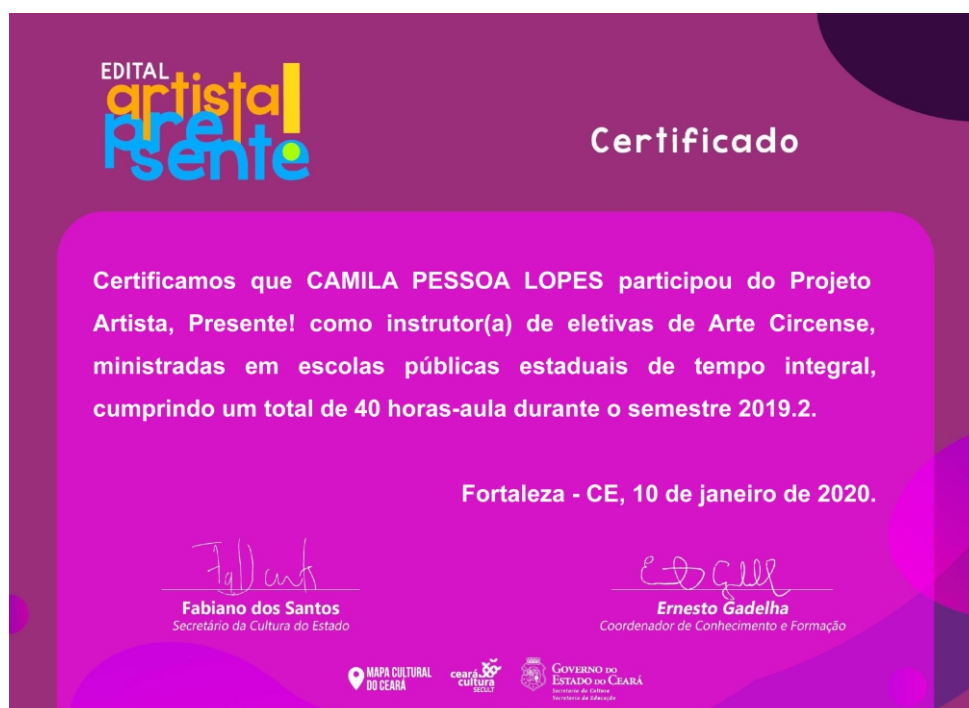 EDITAL
artista!
presente
Certificado
Certificamos que CAMILA PESSOA LOPES participou do Projeto
Artista, Presente! como instrutor(a) de eletivas de Arte Circense,
ministradas em escolas públicas estaduais de tempo integral,
cumprindo um total de 40 horas-aula durante o semestre 2019.2.
Fortaleza - CE, 10 de janeiro de 2020.
Fabiano dos Santos
Secretário da Cultura do Estado
Ernesto Gadelha
Coordenador de Conhecimento e Formação
MAPA CULTURAL
DO CEARÁ
ceará
cultura
SECULT
GOVERNO DO
ESTADO DO CEARÁ
Secretaria da Cultura
Secretaria da Educação